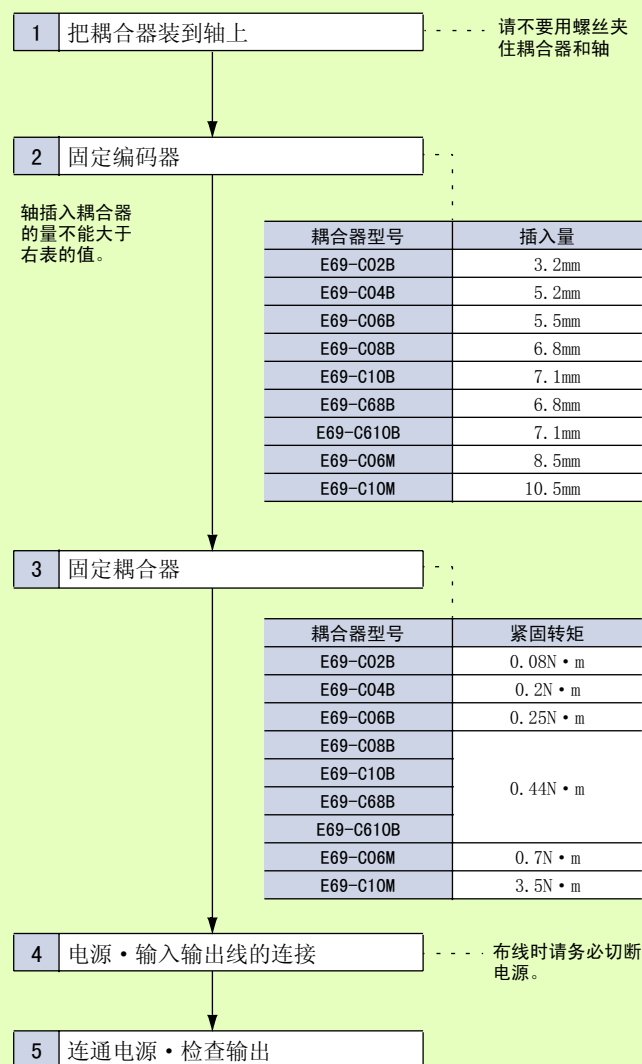 1 把耦合器装到轴上
请不要用螺丝夹
住耦合器和轴
2 固定编码器
轴插入耦合器
的量不能大于
右表的值。
耦合器型号 插入量
E69-C02B 3.2mm
E69-C04B 5.2mm
E69-C06B 5.5mm
E69-C08B 6.8mm
E69-C10B 7.1mm
E69-C68B 6.8mm
E69-C610B 7.1mm
E69-C06M 8.5mm
E69-C10M 10.5mm
3 固定耦合器
耦合器型号 紧固转矩
E69-C02B 0.08N·m
E69-C04B 0.2N·m
E69-C06B 0.25N·m
E69-C08B
E69-C10B
0.44N·m
E69-C68B
E69-C610B
E69-C06M 0.7N·m
E69-C10M 3.5N·m
4 电源·输入输出线的连接
布线时请务必切断
电源。
5 连通电源·检查输出